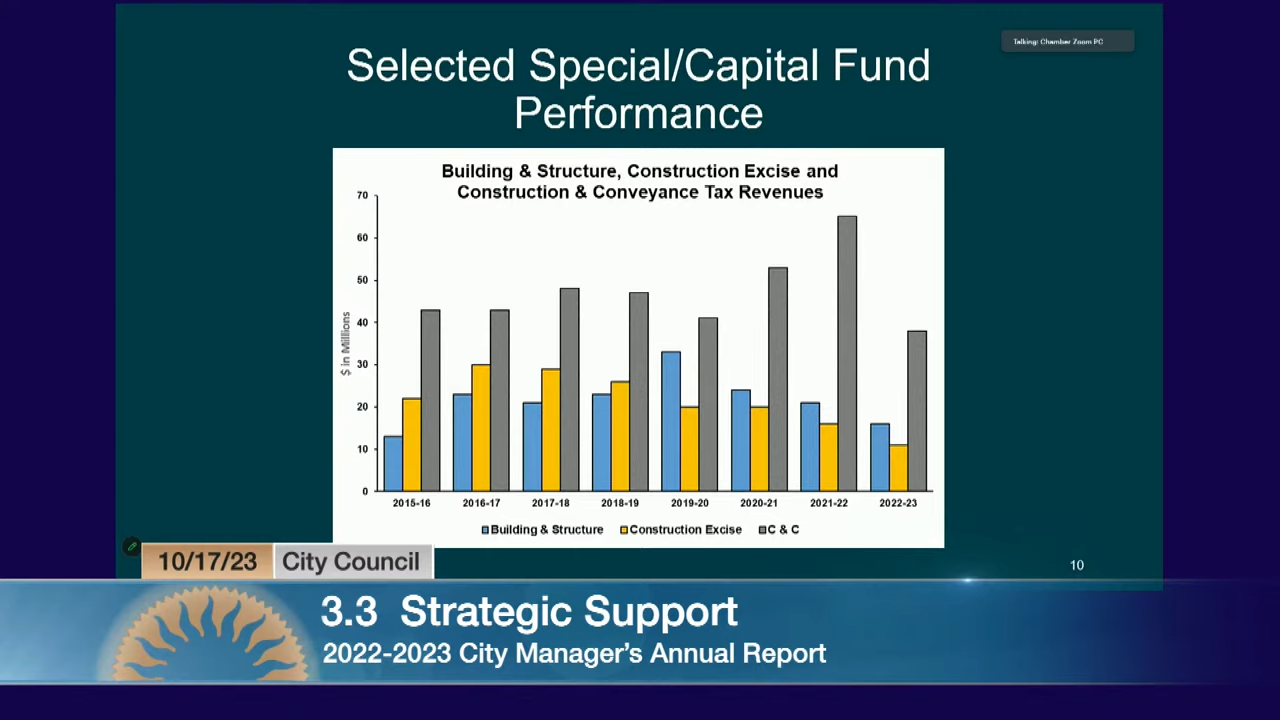 Talking: Chamber Zoom PC
Selected Special/Capital Fund
Performance
Building & Structure, Construction Excise and
Construction & Conveyance Tax Revenues
70
60
50
40
30
20
10
0
$ in Millions
2015-16 2016-17 2017-18 2018-19 2019-20 2020-21 2021-22 2022-23
Building & Structure Construction Excise C & C
10
10/17/23 City Council
3.3 Strategic Support
2022-2023 City Manager's Annual Report